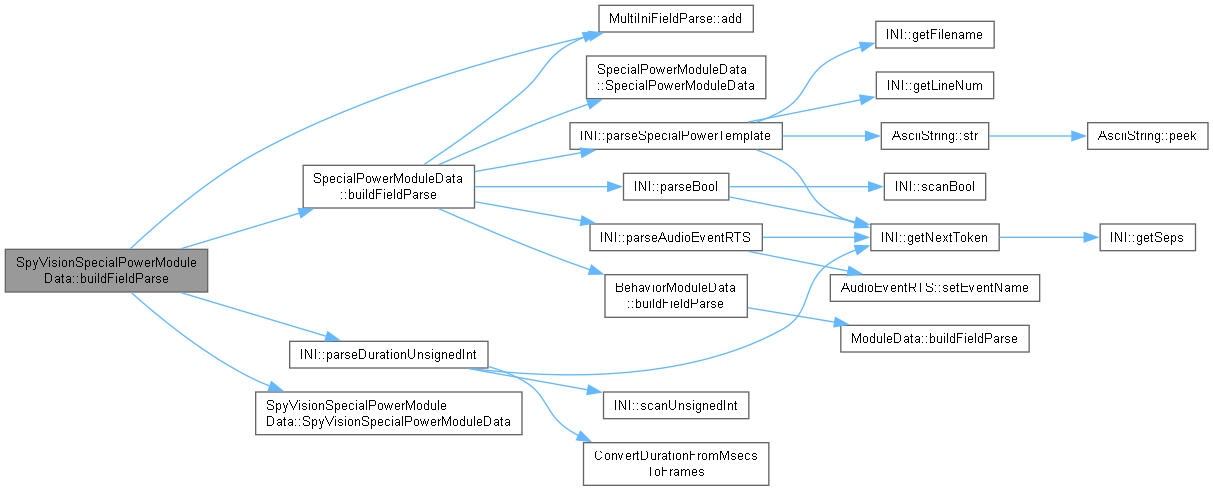 MultiIniFieldParse::add
INI::getFilename
SpecialPowerModuleData
::SpecialPowerModuleData
INI::getLineNum
INI::parseSpecialPowerTemplate
AsciiString::str
AsciiString::peek
SpecialPowerModuleData
::buildFieldParse
INI::parseBool
INI::scanBool
INI::parseAudioEventRTS
INI::getNextToken
INI::getSeps
SpyVisionSpecialPowerModule
Data::buildFieldParse
BehaviorModuleData
::buildFieldParse
AudioEventRTS::setEventName
ModuleData::buildFieldParse
INI::parseDurationUnsignedInt
SpyVisionSpecialPowerModule
Data::SpyVisionSpecialPowerModuleData
INI::scanUnsignedInt
ConvertDurationFromMsecs
ToFrames